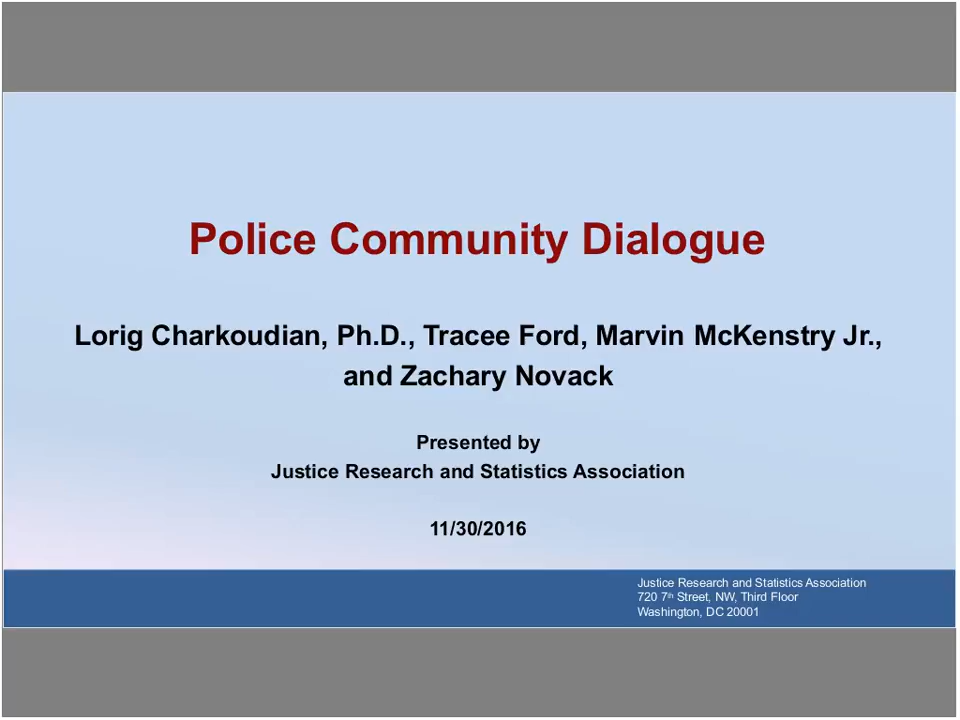 Police Community Dialogue
Lorig Charkoudian, Ph.D., Tracee Ford, Marvin McKenstry Jr.,
and Zachary Novack
Presented by
Justice Research and Statistics Association
11/30/2016
Justice Research and Statistics Association
720 7th Street, NW, Third Floor
Washington, DC 20001